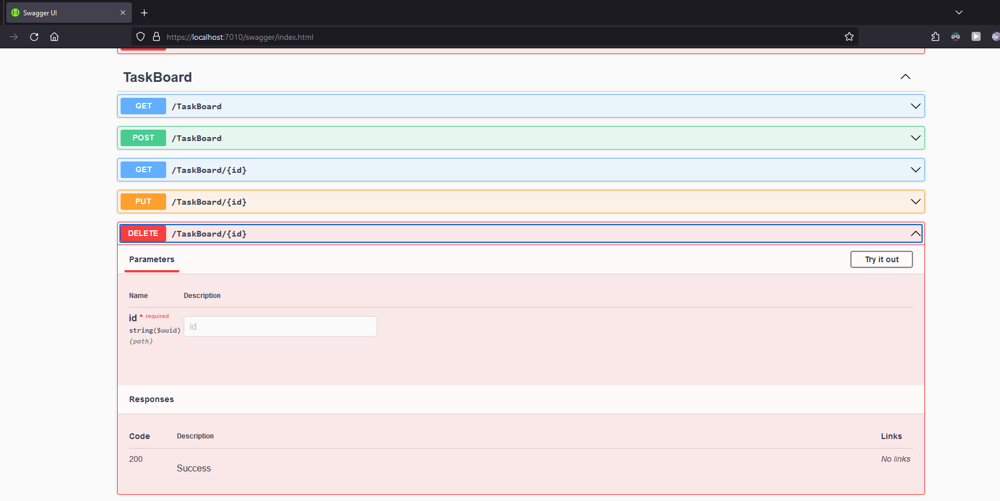 Swagger UI
https://localhost:7010/swagger/index.html
TaskBoard
GET /TaskBoard
POST /TaskBoard
GET /TaskBoard/{id}
PUT /TaskBoard/{id}
DELETE /TaskBoard/{id}
Parameters Try it out
Name Description
id * required
string($uuid) id
(path)
Responses
Code Description Links
200 No links
Success